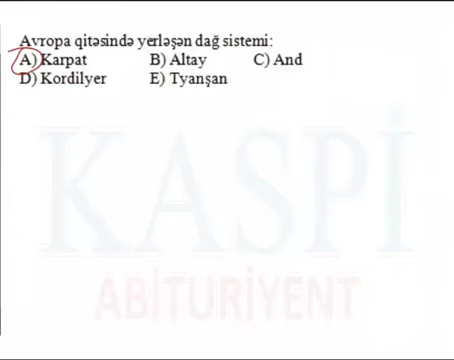 Avropa qitəsində yerləşən dağ sistemi:
A) Karpat B) Altay C) And
D) Kordilyer E) Tyanşan
KASPİ
ABİTURİYENT